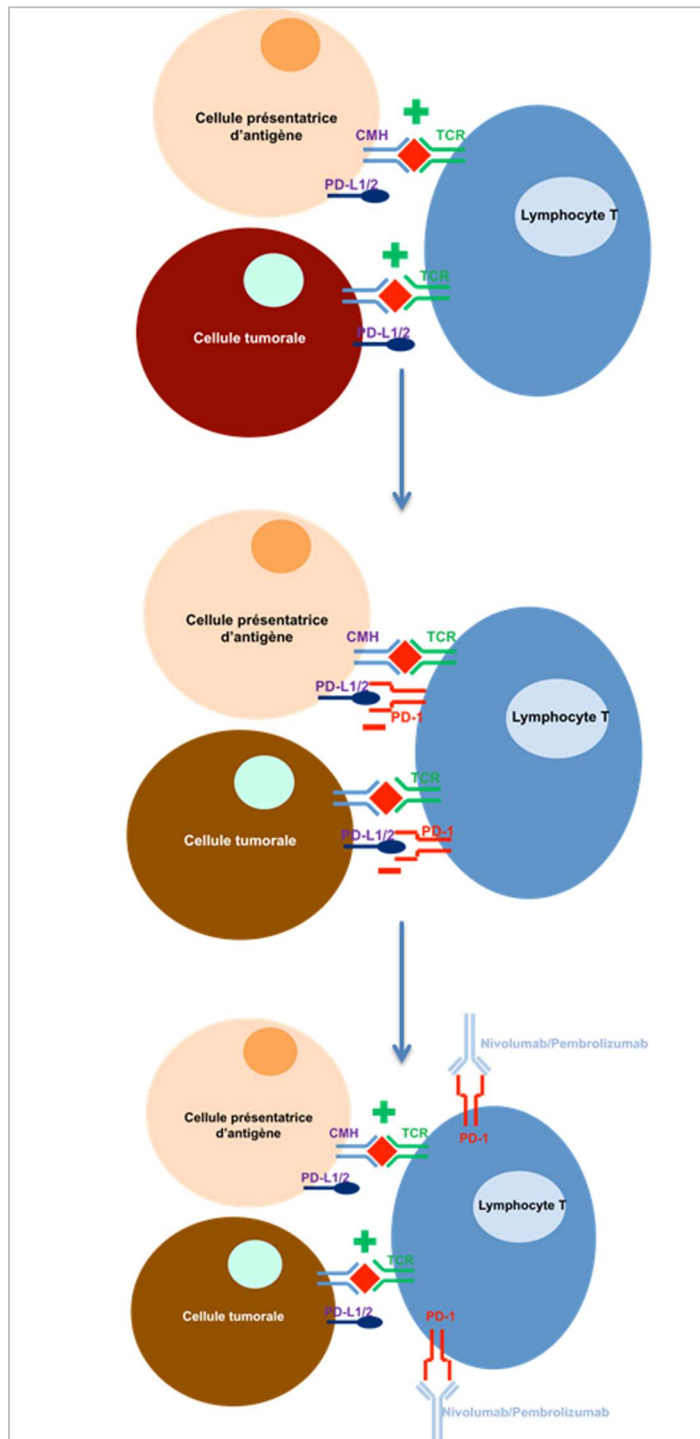 Cellule présentatrice
d'antigène
CMH
TCR
PD-L1/2
Lymphocyte T
TCR
Cellule tumorale
PD-L1/2
Cellule présentatrice
d'antigène
CMH
TCR
PD-L1/2
PD-1
Lymphocyte T
TCR
Cellule tumorale
PD-L1/2
PD-1
Nivolumab/Pembrolizumab
Cellule présentatrice
d'antigène
CMH
TCR
PD-1
PD-L1/2
Lymphocyte T
TCR
Cellule tumorale
PD-L1/2
PD-1
Nivolumab/Pembrolizumab